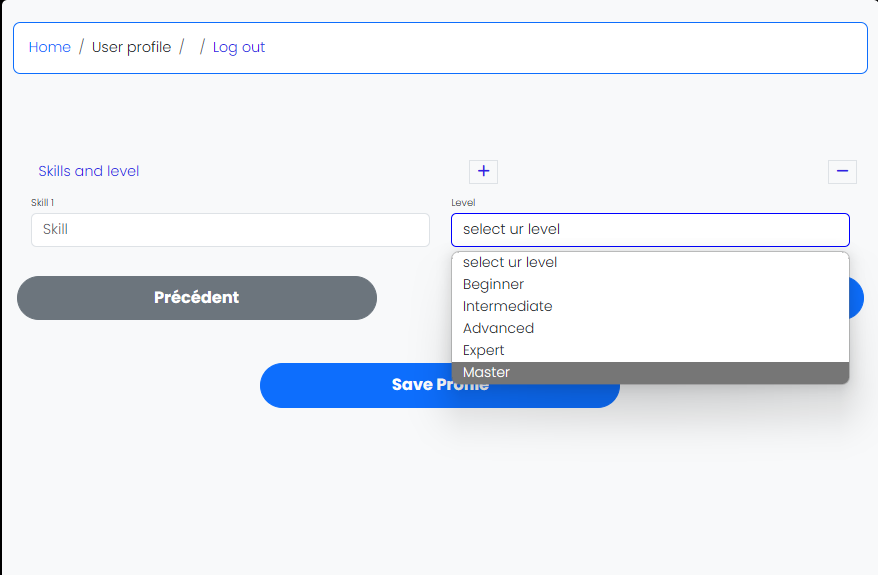 Home / User profile / / Log out
Skills and level + −
Skill 1 Level
Skill select ur level
select ur level
Beginner
Intermediate
Advanced
Expert
Master
Précédent
Save Profile